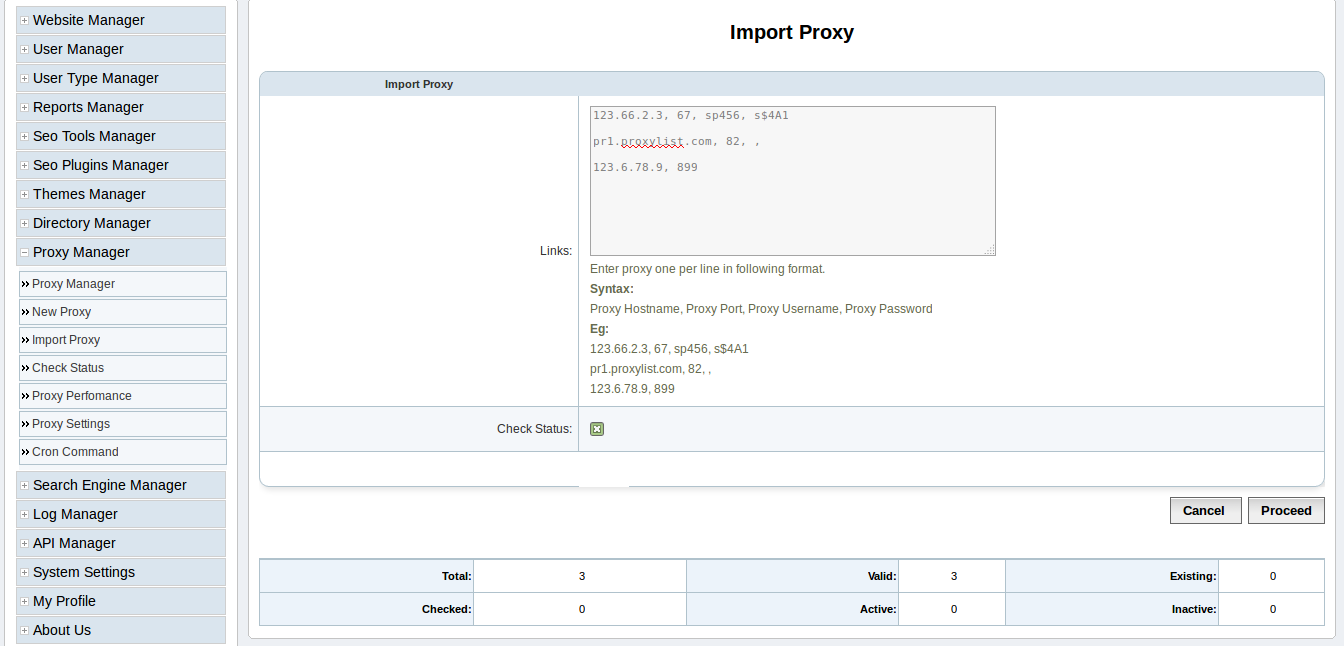 Website Manager
User Manager
User Type Manager
Reports Manager
Seo Tools Manager
Seo Plugins Manager
Themes Manager
Directory Manager
Proxy Manager
Proxy Manager
New Proxy
Import Proxy
Check Status
Proxy Perfomance
Proxy Settings
Cron Command
Search Engine Manager
Log Manager
API Manager
System Settings
My Profile
About Us
Import Proxy
Import Proxy
Links:
123.66.2.3, 67, sp456, s$4A1
pr1.proxylist.com, 82, ,
123.6.78.9, 899
Enter proxy one per line in following format.
Syntax:
Proxy Hostname, Proxy Port, Proxy Username, Proxy Password
Eg:
123.66.2.3, 67, sp456, s$4A1
pr1.proxylist.com, 82, ,
123.6.78.9, 899
Check Status:
Cancel Proceed
Total: 3 Valid: 3 Existing: 0
Checked: 0 Active: 0 Inactive: 0